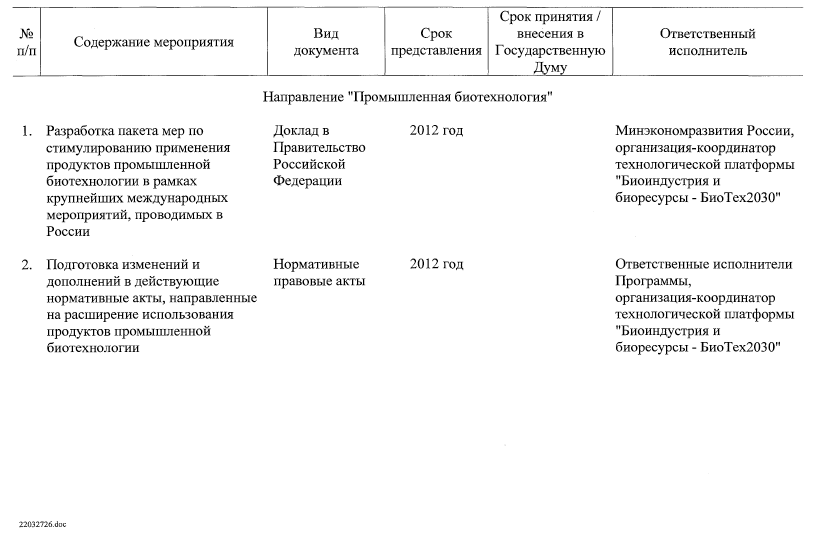 № п/п Содержание мероприятия Вид документа Срок представления Срок принятия / внесения в Государственную Думу Ответственный исполнитель
Направление "Промышленная биотехнология"
1. Разработка пакета мер по Доклад в 2012 год Минэкономразвития России,
стимулированию применения Правительство организация-координатор
продуктов промышленной Российской технологической платформы
биотехнологии в рамках Федерации "Биоиндустрия и
крупнейших международных биоресурсы - БиоТех2030"
мероприятий, проводимых в
России
2. Подготовка изменений и Нормативные 2012 год Ответственные исполнители
дополнений в действующие правовые акты Программы,
нормативные акты, направленные организация-координатор
на расширение использования технологической платформы
продуктов промышленной "Биоиндустрия и
биотехнологии биоресурсы - БиоТех2030"
22032726.doc